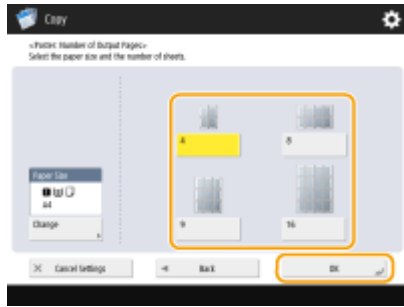 Copy
<Poster: Number of Output Pages>
Select the paper size and the number of sheets.
4
8
Paper Size
A4
Change
9
16
Cancel Settings
Back
OK